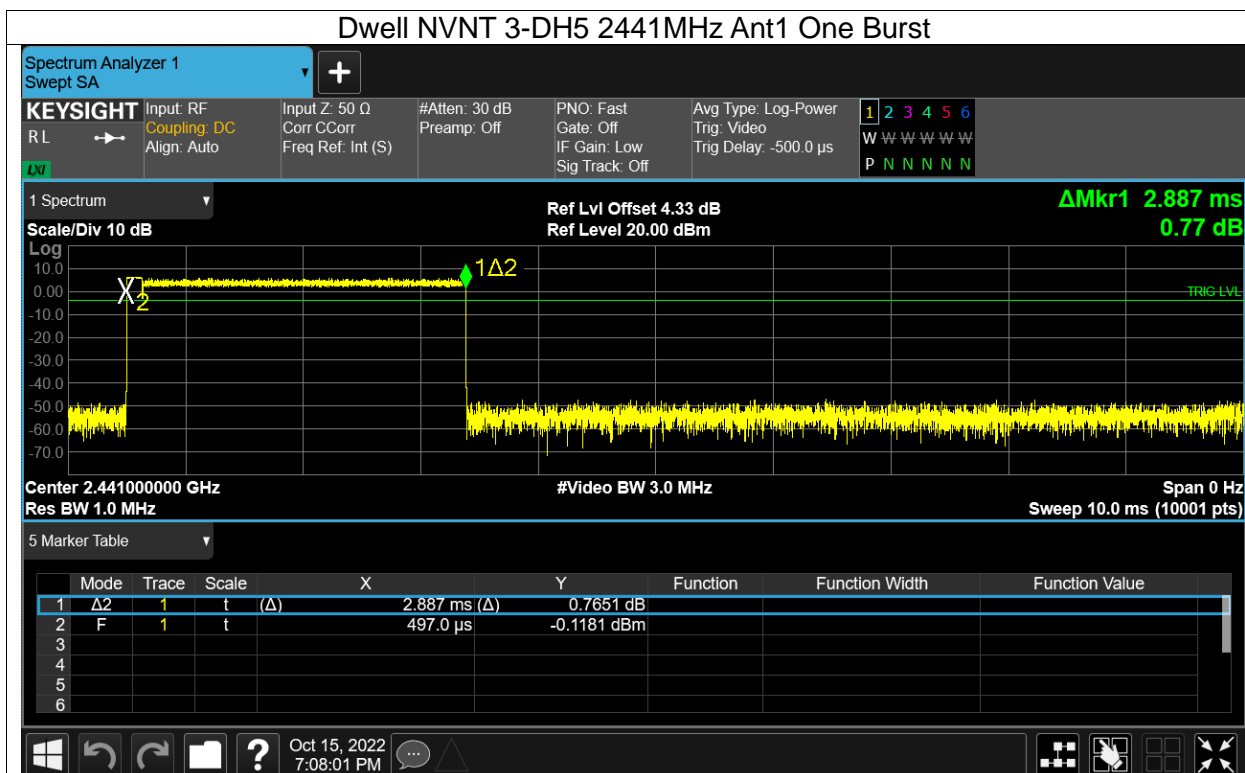 Dwell NVNT 3-DH5 2441MHz Ant1 One Burst
Spectrum Analyzer 1
Swept SA
+
KEYSIGHT Input: RF Input Z: 50 Ω #Atten: 30 dB PNO: Fast Avg Type: Log-Power 1 2 3 4 5 6
R L Coupling: DC Corr CCorr Preamp: Off Gate: Off Trig: Video W W W W W W
Align: Auto Freq Ref: Int (S) IF Gain: Low Trig Delay: -500.0 µs P N N N N N
LXI Sig Track: Off
1 Spectrum Ref Lvl Offset 4.33 dB ΔMkr1 2.887 ms
Scale/Div 10 dB Ref Level 20.00 dBm 0.77 dB
Log
10.0 1Δ2
0.00 X 2 TRIG LVL
-10.0
-20.0
-30.0
-40.0
-50.0
-60.0
-70.0
Center 2.441000000 GHz #Video BW 3.0 MHz Span 0 Hz
Res BW 1.0 MHz Sweep 10.0 ms (10001 pts)
5 Marker Table
Mode Trace Scale X Y Function Function Width Function Value
1 Δ2 1 t (Δ) 2.887 ms (Δ) 0.7651 dB
2 F 1 t 497.0 µs -0.1181 dBm
3
4
5
6
? Oct 15, 2022
7:08:01 PM